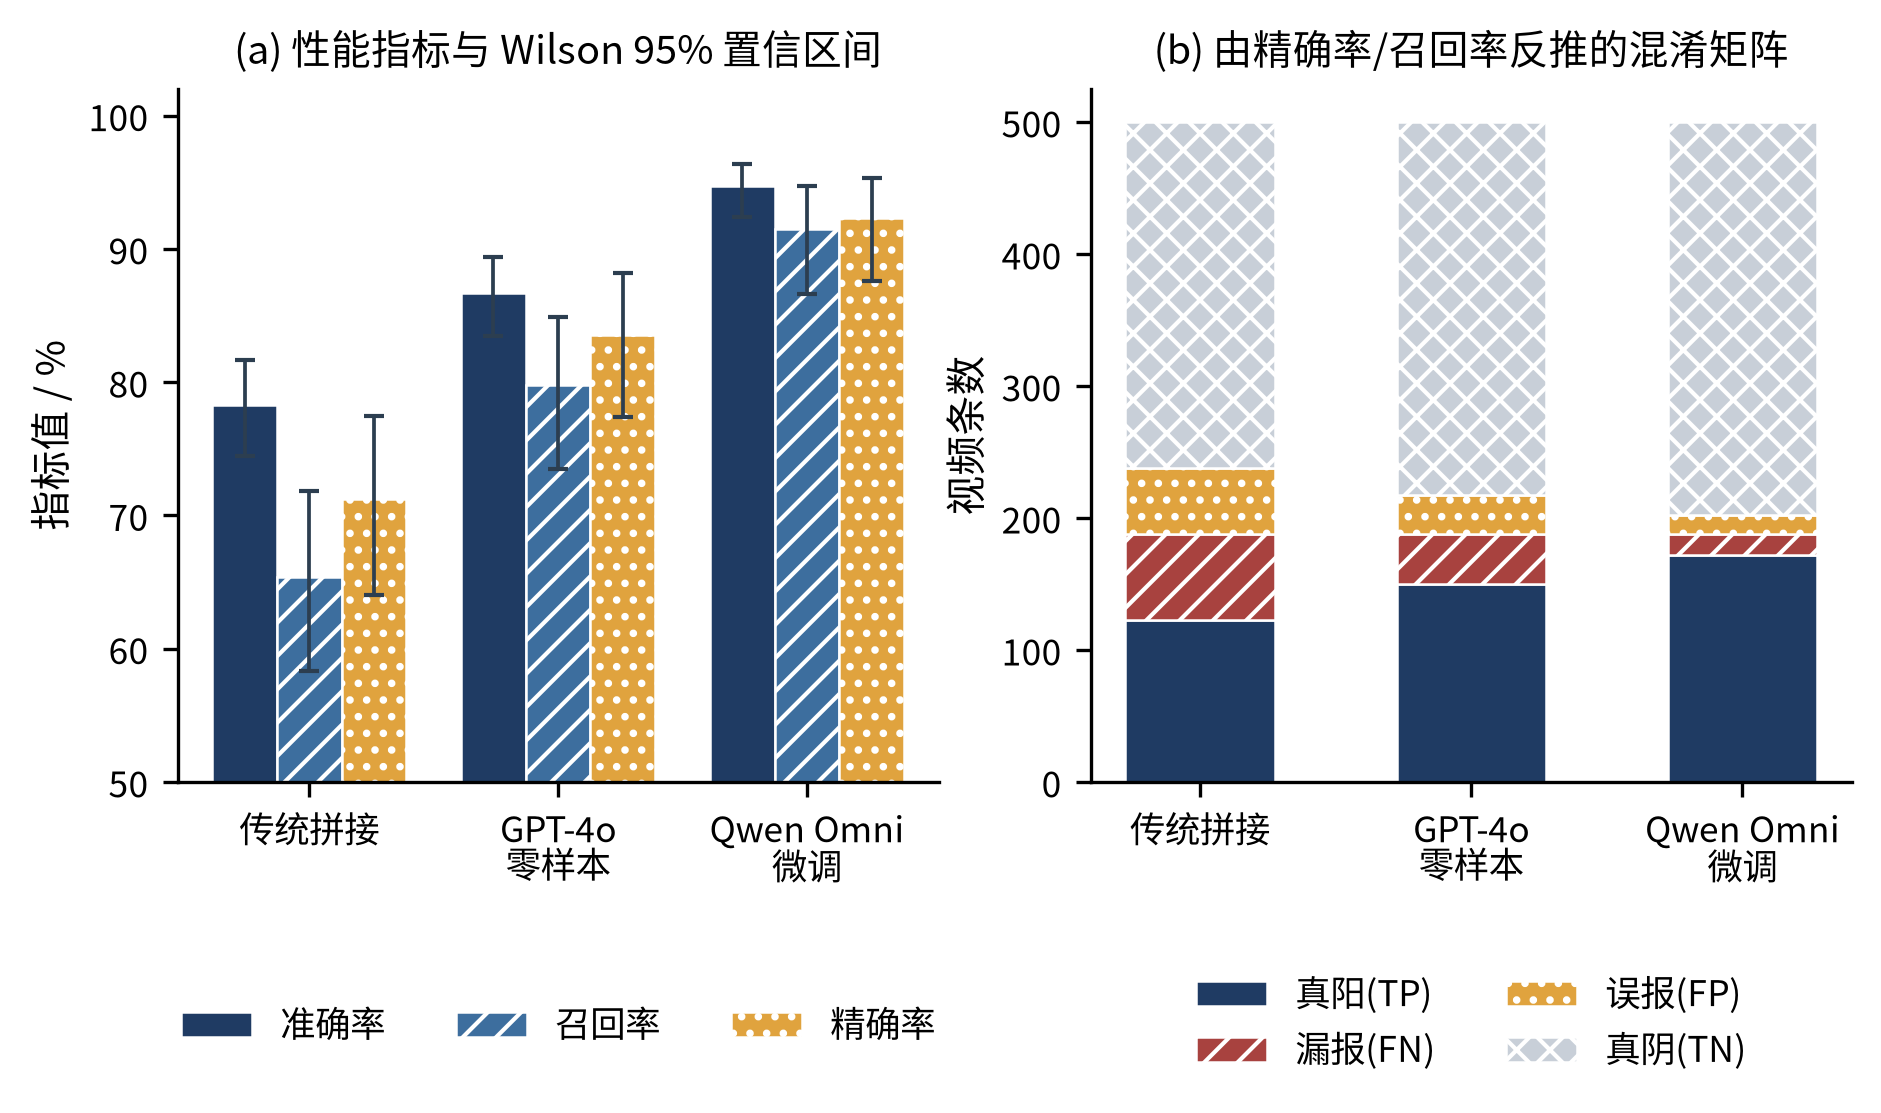 (a) 性能指标与 Wilson 95% 置信区间
指标值 / %
100
90
80
70
60
50
传统拼接
GPT-4o
零样本
Qwen Omni
微调
准确率
召回率
精确率
(b) 由精确率/召回率反推的混淆矩阵
视频条数
500
400
300
200
100
0
传统拼接
GPT-4o
零样本
Qwen Omni
微调
真阳(TP)
误报(FP)
漏报(FN)
真阴(TN)